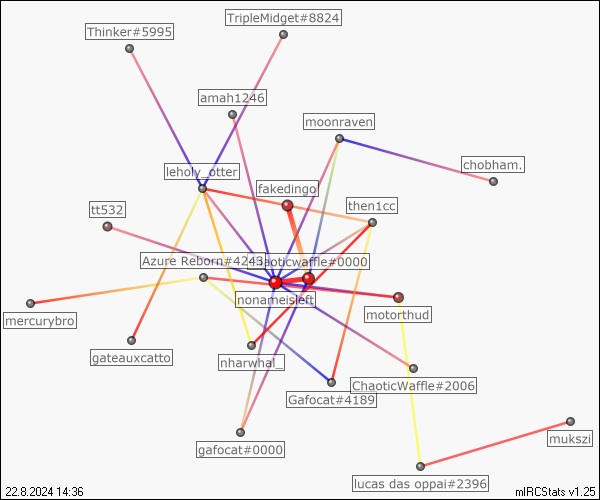 TripleMidget#8824
Thinker#5995
amah1246
moonraven
chobham.
leholy_otter
fakedingo
then1cc
tt532
Azure Reborn#4243
chaoticwaffle#0000
nonameisleft
motorthud
mercurybro
gateauxcatto
nharwhal_
ChaoticWaffle#2006
Gafocat#4189
gafocat#0000
mukszi
lucas das oppai#2396
22.8.2024 14:36
mIRCStats v1.25